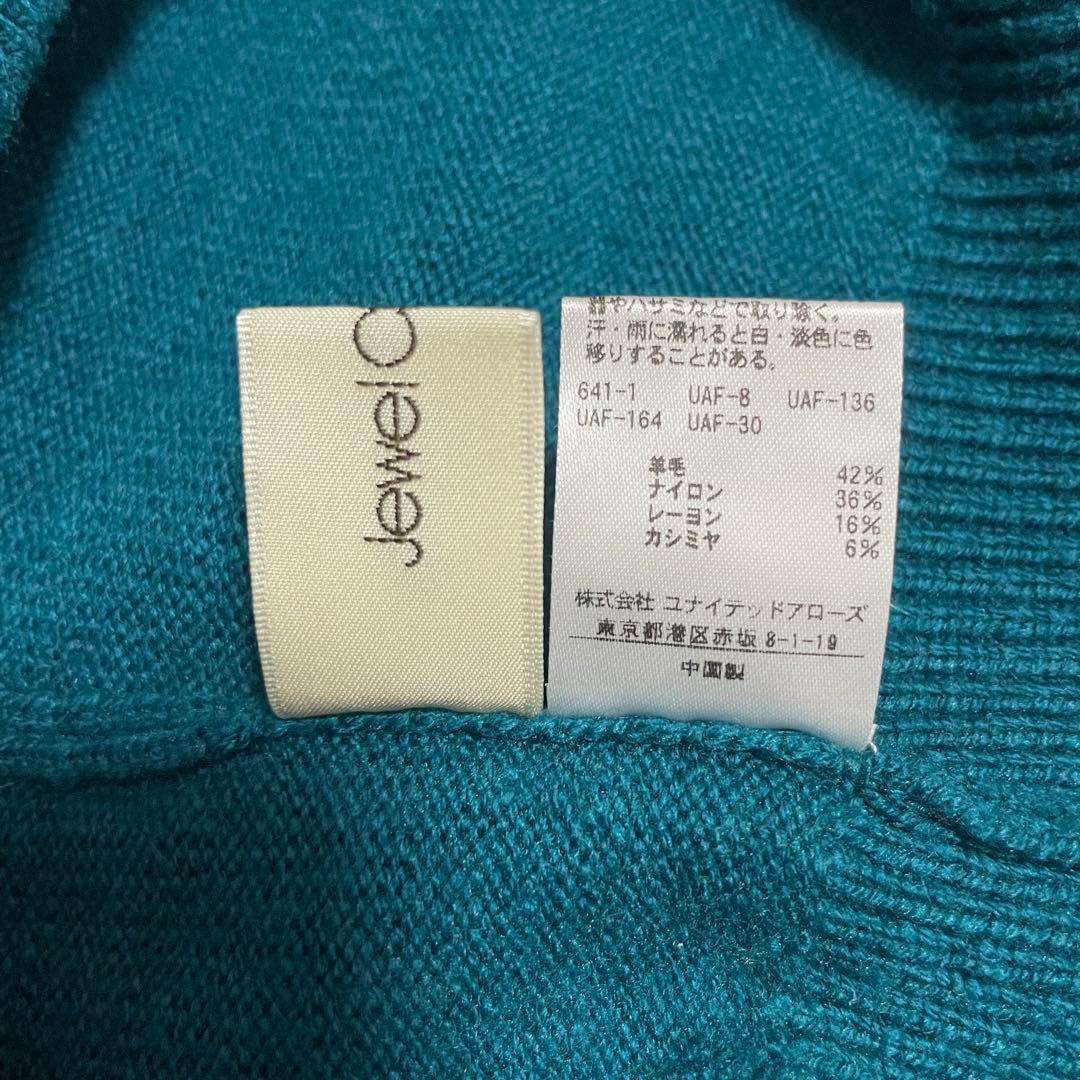 Jewel C
やハサミなどで取り除く。
汗・雨に濡れると白・淡色に色
移りすることがある。
641-1 UAF-8 UAF-136
UAF-164 UAF-30
羊毛 42%
ナイロン 36%
レーヨン 16%
カシミヤ 6%
株式会社 ユナイテッドアローズ
東京都港区赤坂 8-1-19
中国製